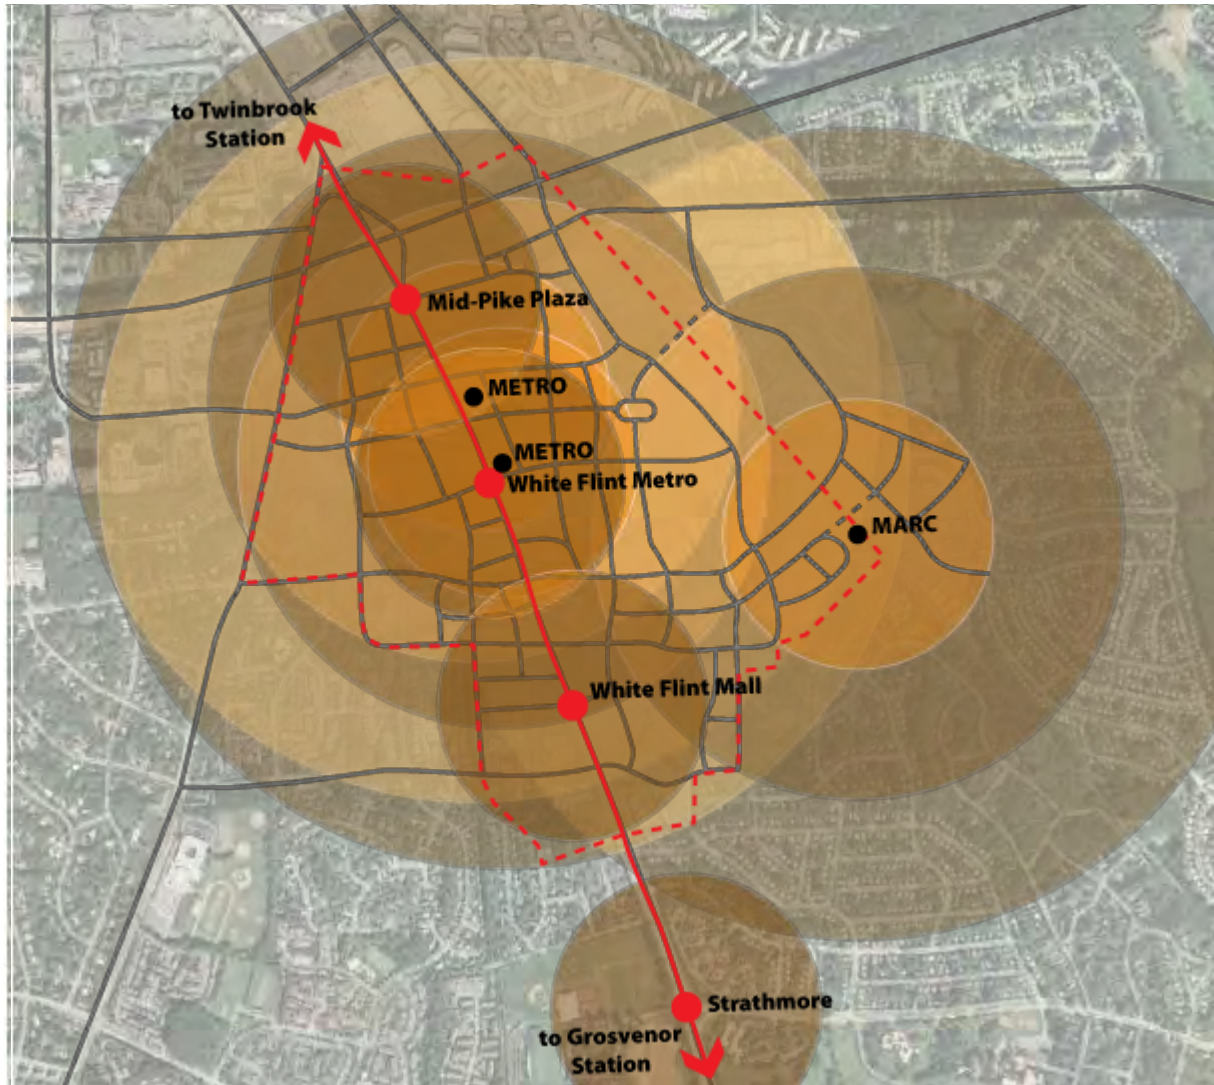 to Twinbrook
Station
Mid-Pike Plaza
METRO
METRO
White Flint Metro
MARC
White Flint Mall
Strathmore
to Grosvenor
Station